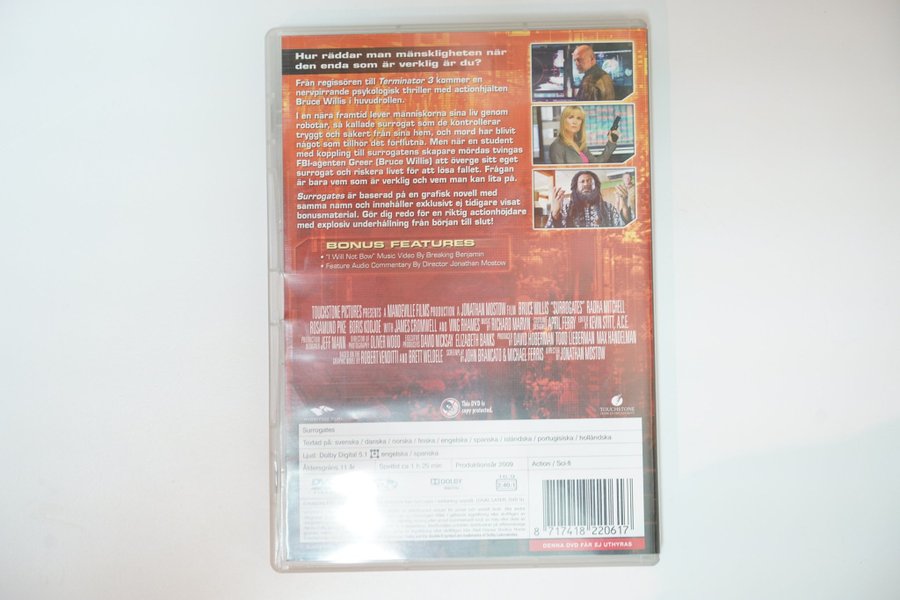 Hur räddar man mänskligheten när
den enda som är verklig är du?
Från regissören till Terminator 3 kommer en
nervpirrande psykologisk thriller med actionhjälten
Bruce Willis i huvudrollen.
I en nära framtid lever människorna sina liv genom
robotar, så kallade surrogat som de kontrollerar
tryggt och säkert från sina hem, och mord har blivit
något som tillhör det förflutna. Men när en student
med koppling till surrogatens skapare mördas tvingas
FBI-agenten Greer (Bruce Willis) att överge sitt eget
surrogat och riskera livet för att lösa fallet. Frågan
är bara vem som är verklig och vem man kan lita på.
Surrogates är baserad på en grafisk novell med
samma namn och innehåller exklusivt ej tidigare visat
bonusmaterial. Gör dig redo för en riktig actionhöjdare
med explosiv underhållning från början till slut!
BONUS FEATURES
• "I Will Not Bow" Music Video By Breaking Benjamin
• Feature Audio Commentary By Director Jonathan Mostow
TOUCHSTONE PICTURES PRESENTS A MANDEVILLE FILMS PRODUCTION A JONATHAN MOSTOW FILM BRUCE WILLIS "SURROGATES" RADHA MITCHELL
ROSAMUND PIKE BORIS KODJOE WITH JAMES CROMWELL AND VING RHAMES MUSIC BY RICHARD MARVIN COSTUME DESIGNER APRIL FERRY EDITED BY KEVIN STITT, A.C.E.
PRODUCTION DESIGNER JEFF MANN DIRECTOR OF PHOTOGRAPHY OLIVER WOOD EXECUTIVE PRODUCERS DAVID NICKSAY ELIZABETH BANKS PRODUCED BY DAVID HOBERMAN TODD LIEBERMAN MAX HANDELMAN
BASED ON THE GRAPHIC NOVEL BY ROBERT VENDITTI AND BRETT WELDELE SCREENPLAY BY JOHN BRANCATO & MICHAEL FERRIS DIRECTED BY JONATHAN MOSTOW
This DVD is
copy protected.
TOUCHSTONE
Surrogates
Textad på: svenska / danska / norska / finska / engelska / spanska / isländska / portugisiska / holländska
Ljud: Dolby Digital 5.1 engelska / spanska
Åldersgräns 11 år Speltid ca 1 h 25 min Produktionsår 2009 Action / Sci-fi
DOLBY
16:9
2.40:1
8 717418 220617
DENNA DVD FÅR EJ UTHYRAS